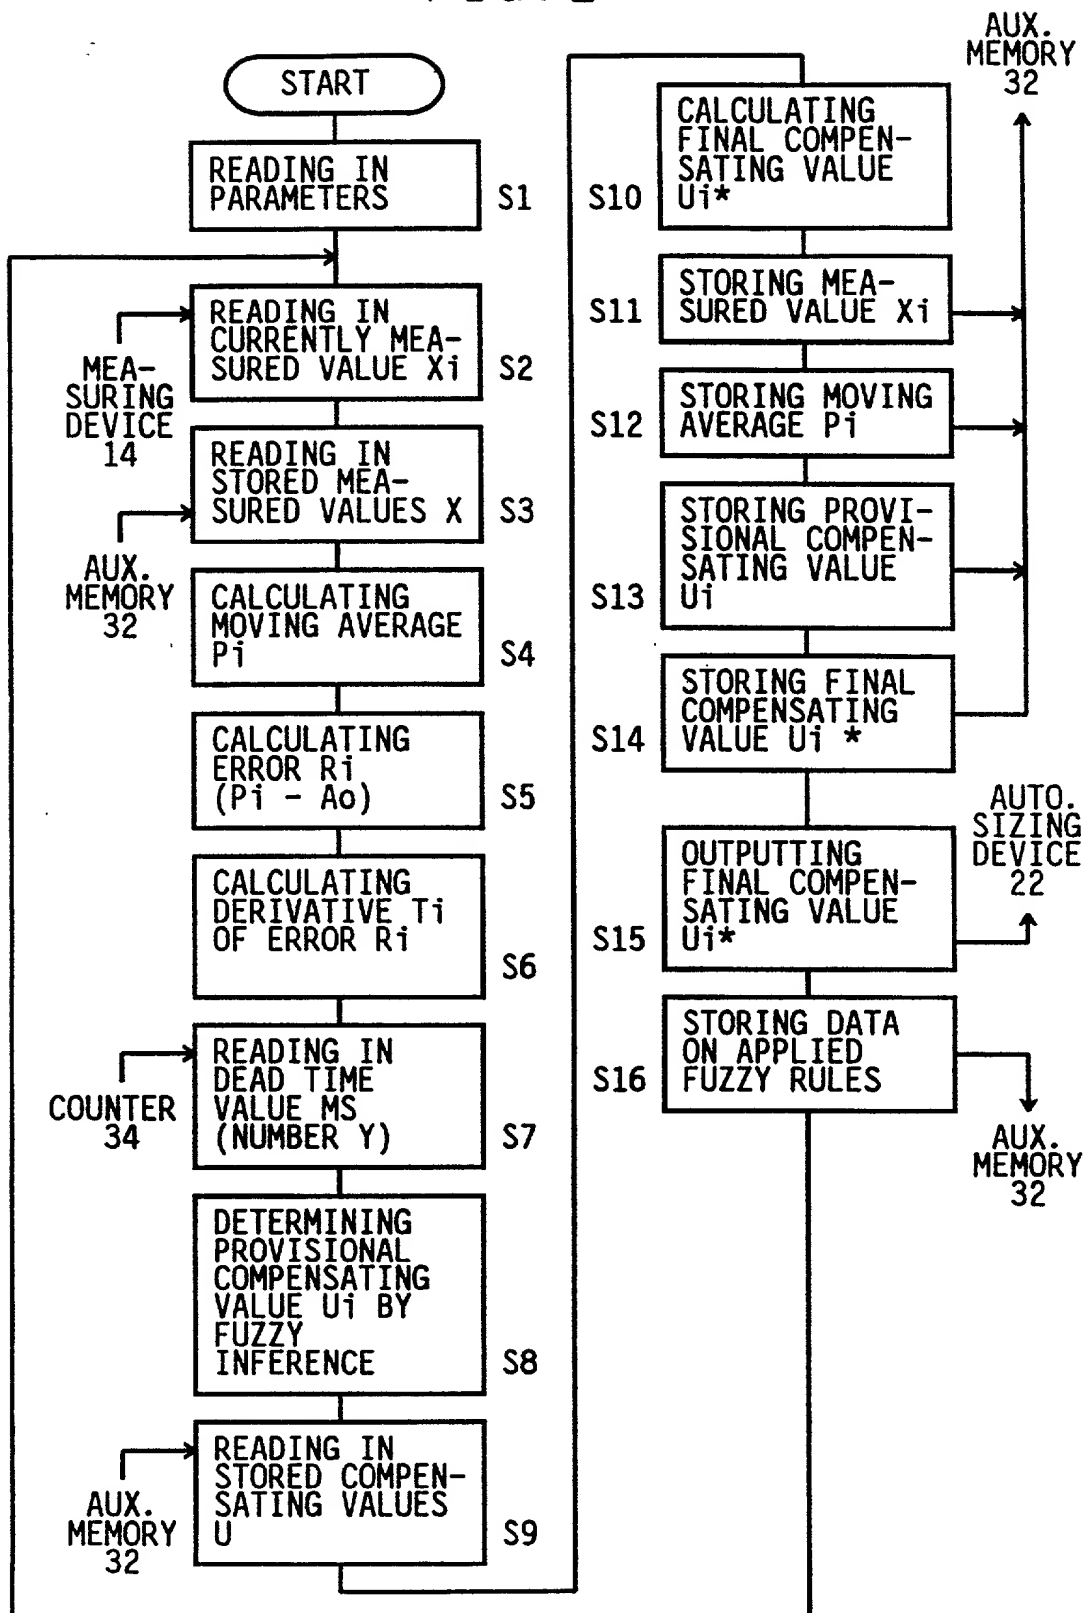 START
READING IN
PARAMETERS
S1
READING IN
CURRENTLY MEA-
SURED VALUE Xi
S2
MEA-
SURING
DEVICE
14
READING IN
STORED MEA-
SURED VALUES X
S3
AUX.
MEMORY
32
CALCULATING
MOVING AVERAGE
Pi
S4
CALCULATING
ERROR Ri
(Pi - Ao)
S5
CALCULATING
DERIVATIVE Ti
OF ERROR Ri
S6
READING IN
DEAD TIME
VALUE MS
(NUMBER Y)
S7
COUNTER
34
DETERMINING
PROVISIONAL
COMPENSATING
VALUE Ui BY
FUZZY
INFERENCE
S8
READING IN
STORED COMPEN-
SATING VALUES
U
S9
AUX.
MEMORY
32
CALCULATING
FINAL COMPEN-
SATING VALUE
Ui*
S10
AUX.
MEMORY
32
STORING MEA-
SURED VALUE Xi
S11
STORING MOVING
AVERAGE Pi
S12
STORING PROVI-
SIONAL COMPEN-
SATING VALUE
Ui
S13
STORING FINAL
COMPENSATING
VALUE Ui *
S14
OUTPUTTING
FINAL COMPEN-
SATING VALUE
Ui*
S15
AUTO.
SIZING
DEVICE
22
STORING DATA
ON APPLIED
FUZZY RULES
S16
AUX.
MEMORY
32